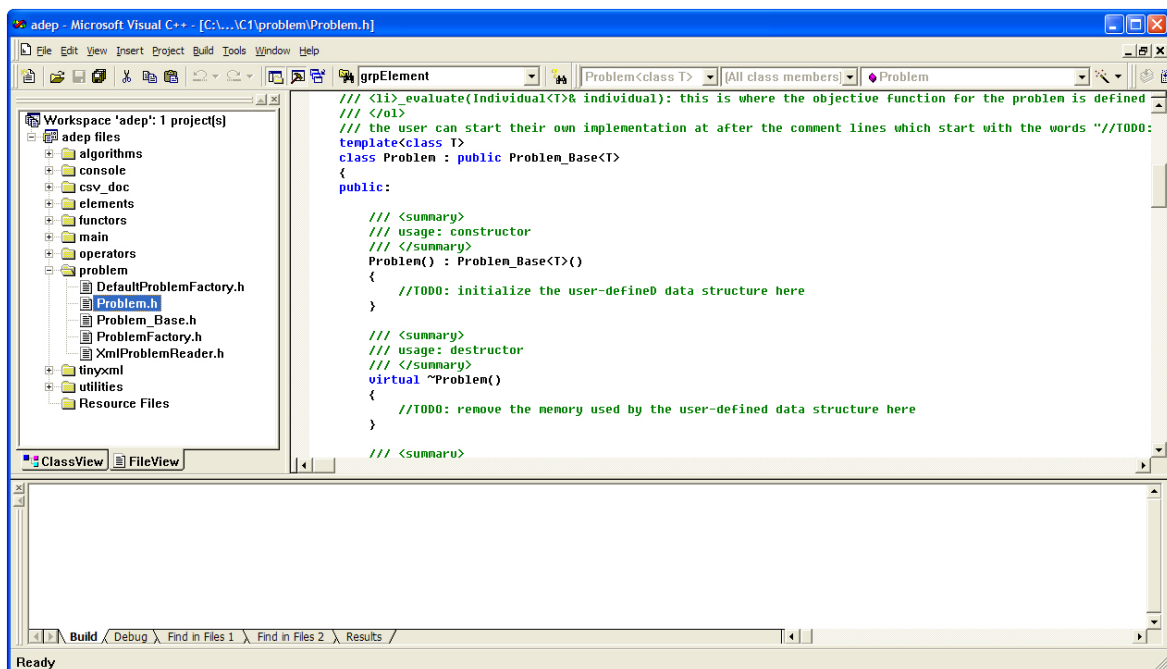 adep - Microsoft Visual C++ - [C:\...\C1\problem\Problem.h]
File Edit View Insert Project Build Tools Window Help
grpElement Problem<class T> [All class members] Problem
Workspace 'adep': 1 project(s)
adep files
algorithms
console
csv_doc
elements
functors
main
operators
problem
DefaultProblemFactory.h
Problem.h
Problem_Base.h
ProblemFactory.h
XmlProblemReader.h
tinyxml
utilities
Resource Files
ClassView FileView
/// <li>_evaluate(Individual<T>& individual): this is where the objective function for the problem is defined
/// </ol>
/// the user can start their own implementation at after the comment lines which start with the words "//TODO:
template<class T>
class Problem : public Problem_Base<T>
{
public:
/// <summary>
/// usage: constructor
/// </summary>
Problem() : Problem_Base<T>()
{
//TODO: initialize the user-defineD data structure here
}
/// <summary>
/// usage: destructor
/// </summary>
virtual ~Problem()
{
//TODO: remove the memory used by the user-defined data structure here
}
/// <summary>
Build Debug Find in Files 1 Find in Files 2 Results
Ready